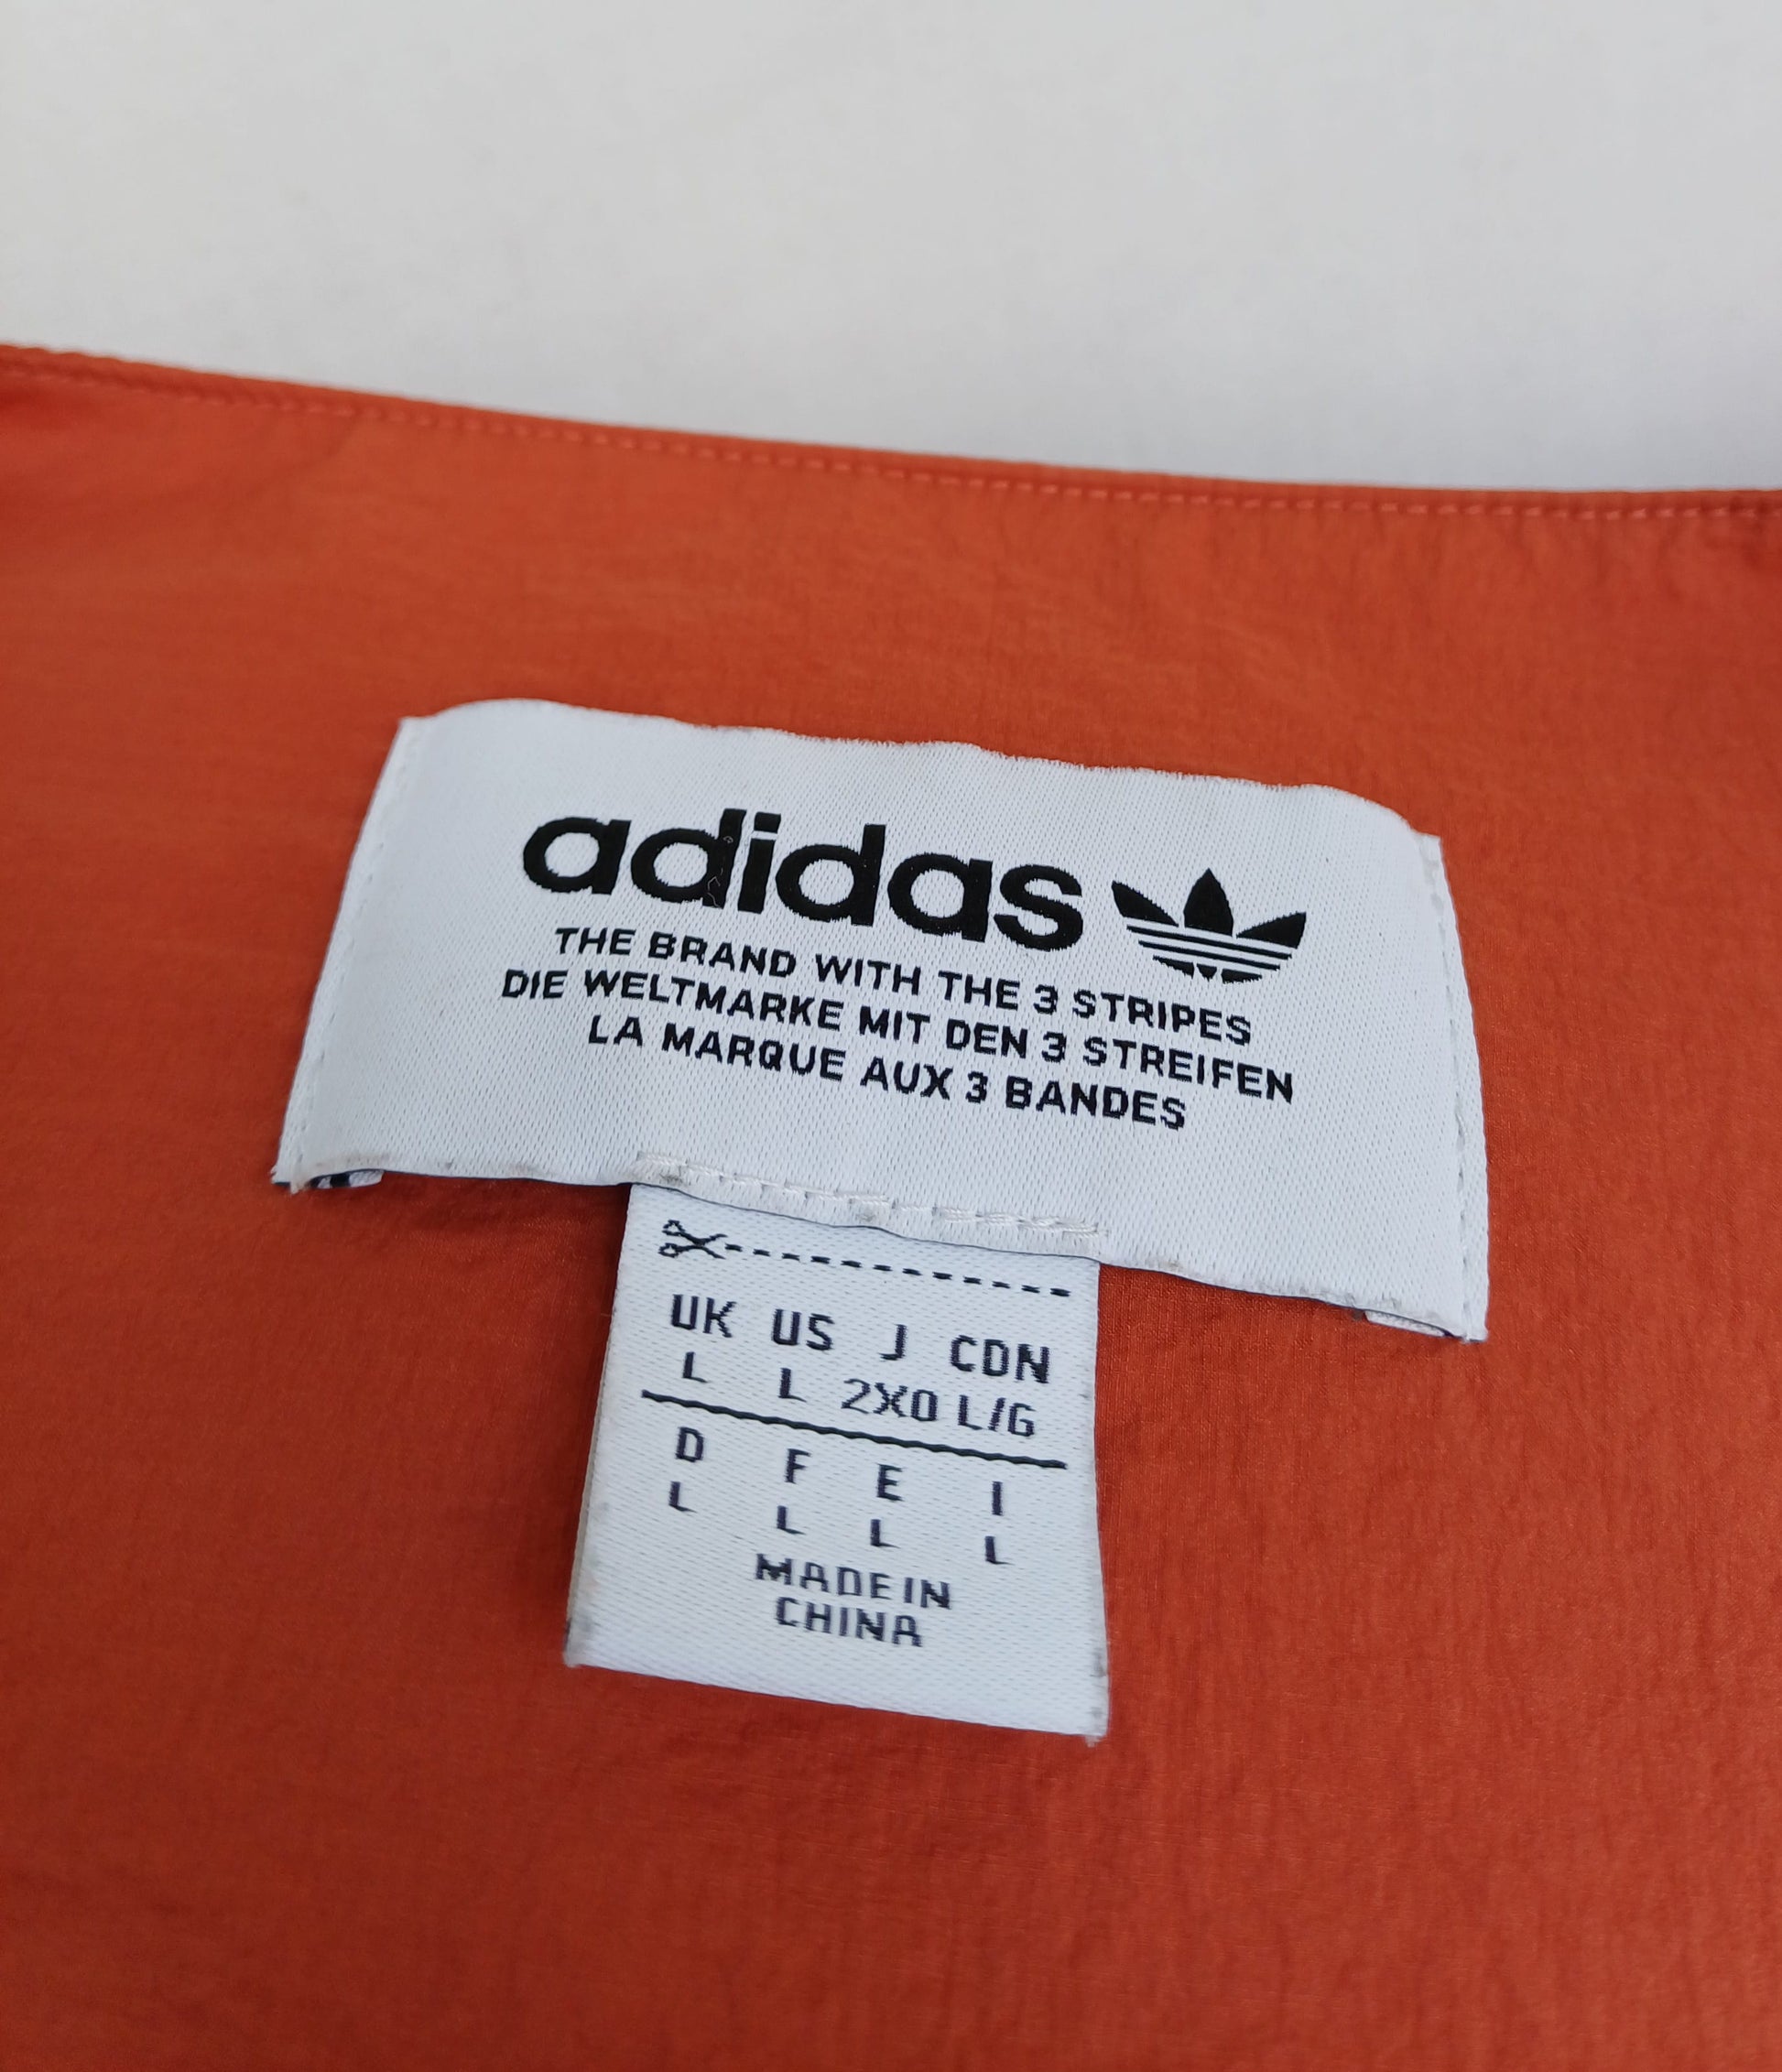 adidas
THE BRAND WITH THE 3 STRIPES
DIE WELTMARKE MIT DEN 3 STREIFEN
LA MARQUE AUX 3 BANDES
UK US J CDN
L L 2XO L/G
D F E I
L L L L
MADE IN
CHINA